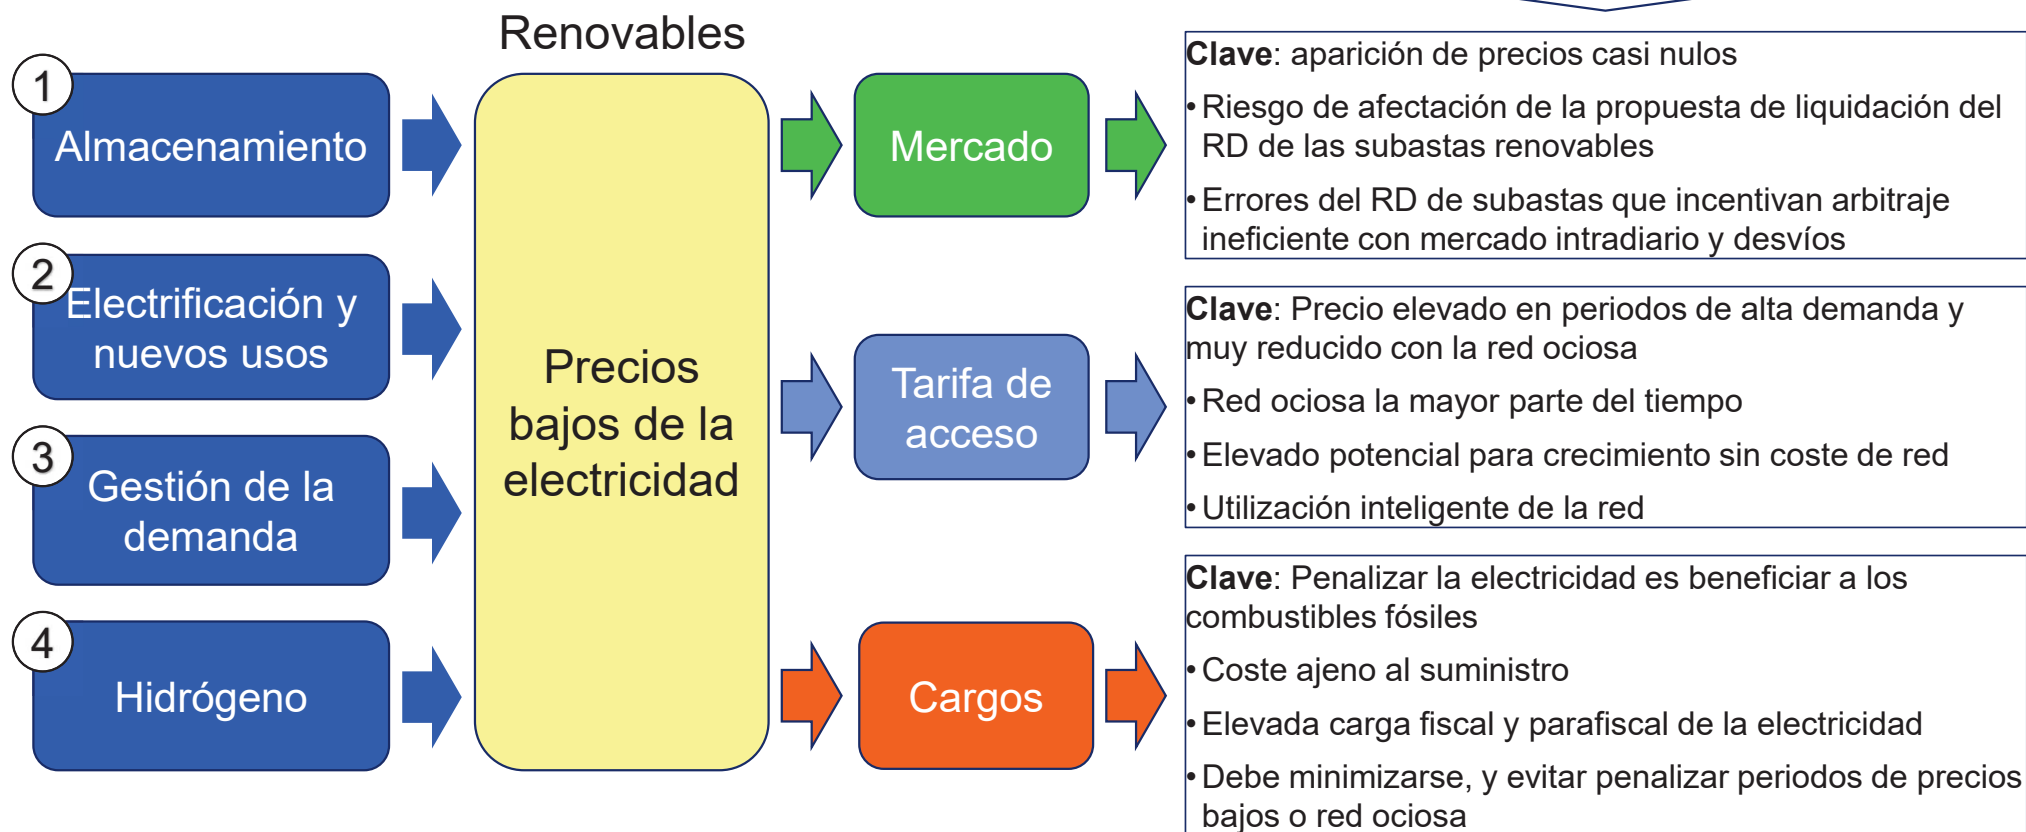 Renovables
1
Almacenamiento
2
Electrificación y
nuevos usos
3
Gestión de la
demanda
4
Hidrógeno
Precios
bajos de la
electricidad
Mercado
Tarifa de
acceso
Cargos
Clave: aparición de precios casi nulos
•Riesgo de afectación de la propuesta de liquidación del
RD de las subastas renovables
•Errores del RD de subastas que incentivan arbitraje
ineficiente con mercado intradiario y desvíos
Clave: Precio elevado en periodos de alta demanda y
muy reducido con la red ociosa
•Red ociosa la mayor parte del tiempo
•Elevado potencial para crecimiento sin coste de red
•Utilización inteligente de la red
Clave: Penalizar la electricidad es beneficiar a los
combustibles fósiles
•Coste ajeno al suministro
•Elevada carga fiscal y parafiscal de la electricidad
•Debe minimizarse, y evitar penalizar periodos de precios
bajos o red ociosa